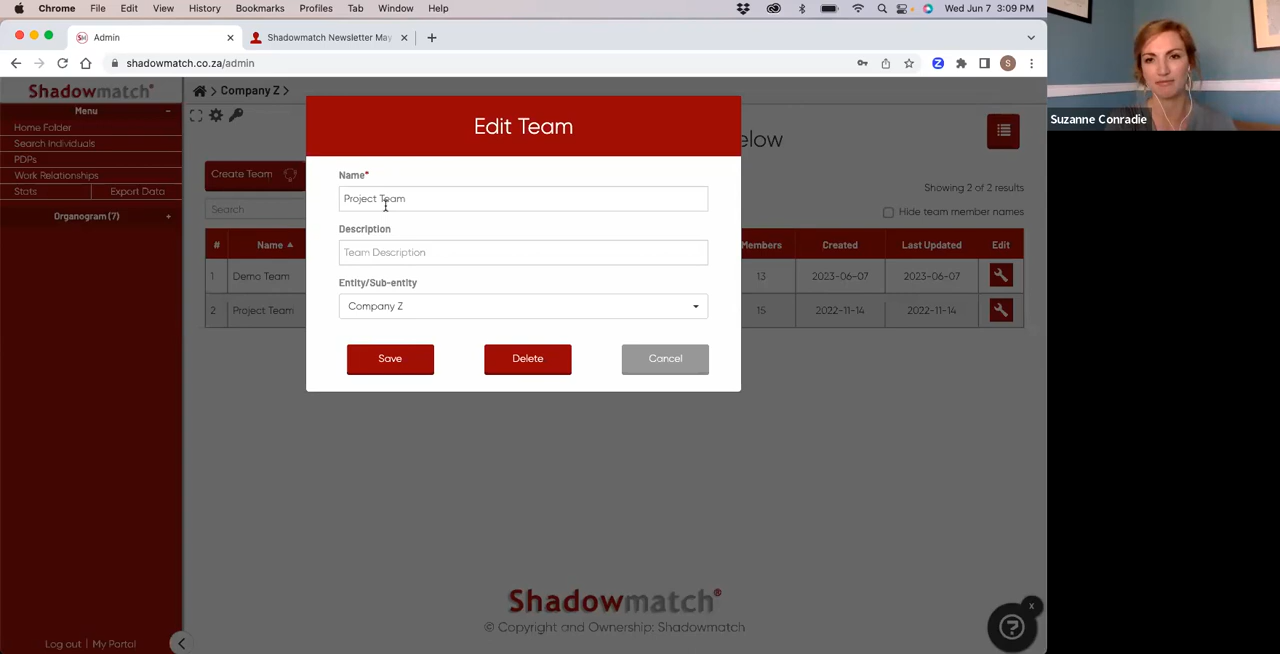 Chrome File Edit View History Bookmarks Profiles Tab Window Help Wed Jun 7 3:09 PM
Admin Shadowmatch Newsletter May
shadowmatch.co.za/admin S
Shadowmatch®
Menu
Home Folder
Search Individuals
PDPs
Work Relationships
Stats Export Data
Organogram (7) +
Log out | My Portal
> Company Z >
elow
Create Team
Showing 2 of 2 results
Search
Hide team member names
# Name Members Created Last Updated Edit
1 Demo Team 13 2023-06-07 2023-06-07
2 Project Team 15 2022-11-14 2022-11-14
Edit Team
Name*
Project Team
Description
Team Description
Entity/Sub-entity
Company Z
Save Delete Cancel
Shadowmatch®
© Copyright and Ownership: Shadowmatch
x
?
Suzanne Conradie